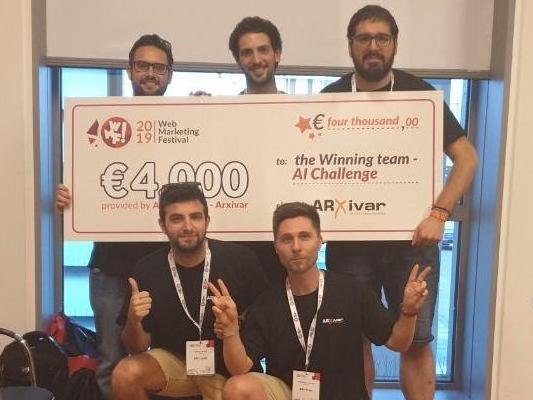 2019
Web
Marketing
Festival
€ four thousand ,00
€ 4,000
to: the Winning team -
AI Challenge
provided by A - Arxivar
ARXivar
ARXivar